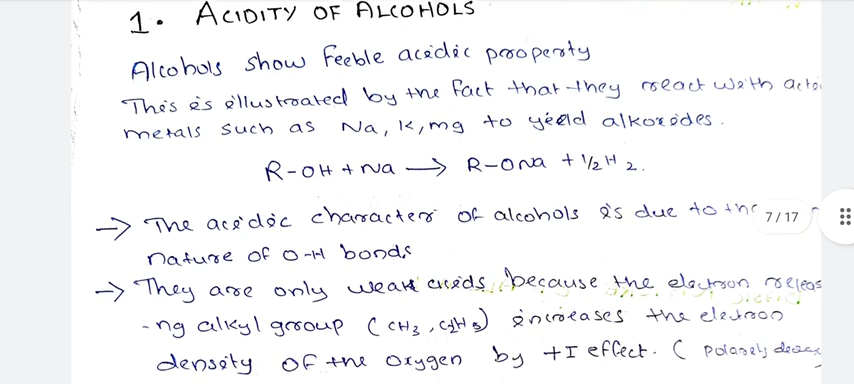 1. ACIDITY OF ALCOHOLS
Alcohols show feeble acidic property
This is illustrated by the fact that they react with
metals such as Na, K, mg to yield alkoxides.
R-OH + Na → R-ONa + 1/2 H2.
→ The acidic character of alcohols is due to the
7/17
nature of O-H bonds
→ They are only weak acids because the electron releas
-ng alkyl group (CH3, C2H5) increases the electron
density of the oxygen by +I effect. (